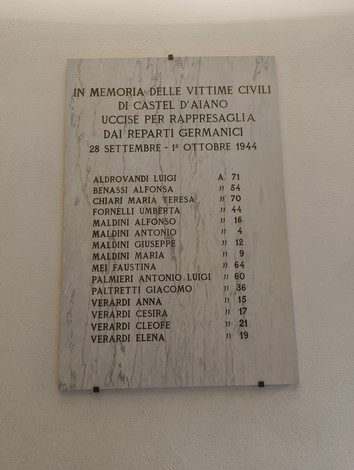 IN MEMORIA DELLE VITTIME CIVILI
DI CASTEL D'AIANO
UCCISE PER RAPPRESAGLIA
DAI REPARTI GERMANICI
28 SETTEMBRE - 1º OTTOBRE 1944
ALDROVANDI LUIGI A. 71
BENASSI ALFONSA " 54
CHIARI MARIA TERESA " 70
FORNELLI UMBERTA " 44
MALDINI ALFONSO " 16
MALDINI ANTONIO " 4
MALDINI GIUSEPPE " 12
MALDINI MARIA " 9
MEI FAUSTINA " 64
PALMIERI ANTONIO LUIGI " 60
PALTRETTI GIACOMO " 36
VERARDI ANNA " 15
VERARDI CESIRA " 17
VERARDI CLEOFE " 21
VERARDI ELENA " 19